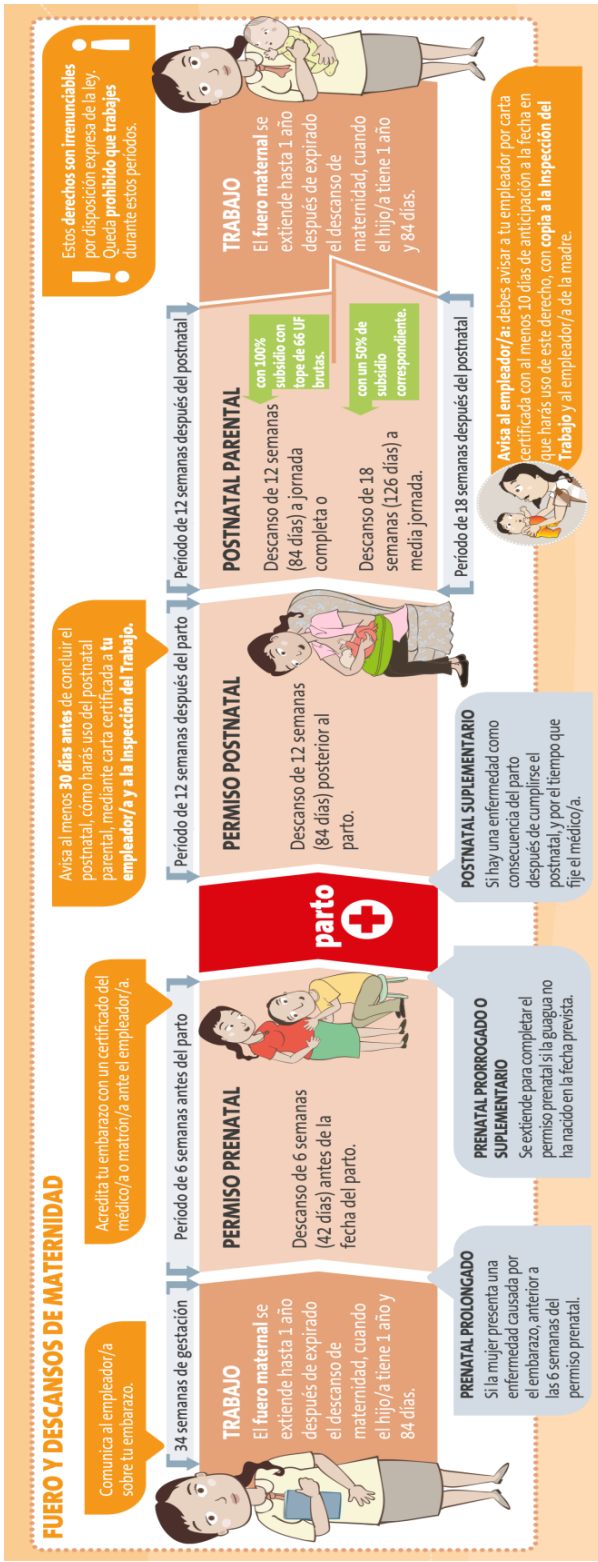 FUERO Y DESCANSOS DE MATERNIDAD
Comunica al empleador/a
sobre tu embarazo.
Acredita tu embarazo con un certificado del
médico/a o matrón/a ante el empleador/a.
Avisa al menos 30 días antes de concluir el
postnatal, cómo harás uso del postnatal
parental, mediante carta certificada a tu
empleador/a y a la Inspección del Trabajo.
Estos derechos son irrenunciables
por disposición expresa de la ley.
Queda prohibido que trabajes
durante estos períodos.
34 semanas de gestación
Período de 6 semanas antes del parto
Período de 12 semanas después del parto
Período de 12 semanas después del postnatal
TRABAJO
El fuero maternal se
extiende hasta 1 año
después de expirado
el descanso de
maternidad, cuando
el hijo/a tiene 1 año y
84 días.
PERMISO PRENATAL
Descanso de 6 semanas
(42 días) antes de la
fecha del parto.
parto
PERMISO POSTNATAL
Descanso de 12 semanas
(84 días) posterior al
parto.
POSTNATAL PARENTAL
Descanso de 12 semanas
(84 días) a jornada
completa o
con 100%
subsidio con
tope de 66 UF
brutas.
Descanso de 18
semanas (126 días) a
media jornada.
con un 50% de
subsidio
correspondiente.
TRABAJO
El fuero maternal se
extiende hasta 1 año
después de expirado
el descanso de
maternidad, cuando
el hijo/a tiene 1 año
y 84 días.
Período de 18 semanas después del postnatal
PRENATAL PROLONGADO
Si la mujer presenta una
enfermedad causada por
el embarazo, anterior a
las 6 semanas del
permiso prenatal.
PRENATAL PRORROGADO O
SUPLEMENTARIO
Se extiende para completar el
permiso prenatal si la guagua no
ha nacido en la fecha prevista.
POSTNATAL SUPLEMENTARIO
Si hay una enfermedad como
consecuencia del parto
después de cumplirse el
postnatal, y por el tiempo que
fije el médico/a.
Avisa al empleador/a: debes avisar a tu empleador por carta
certificada con al menos 10 días de anticipación a la fecha en
que harás uso de este derecho, con copia a la Inspección del
Trabajo y al empleador/a de la madre.